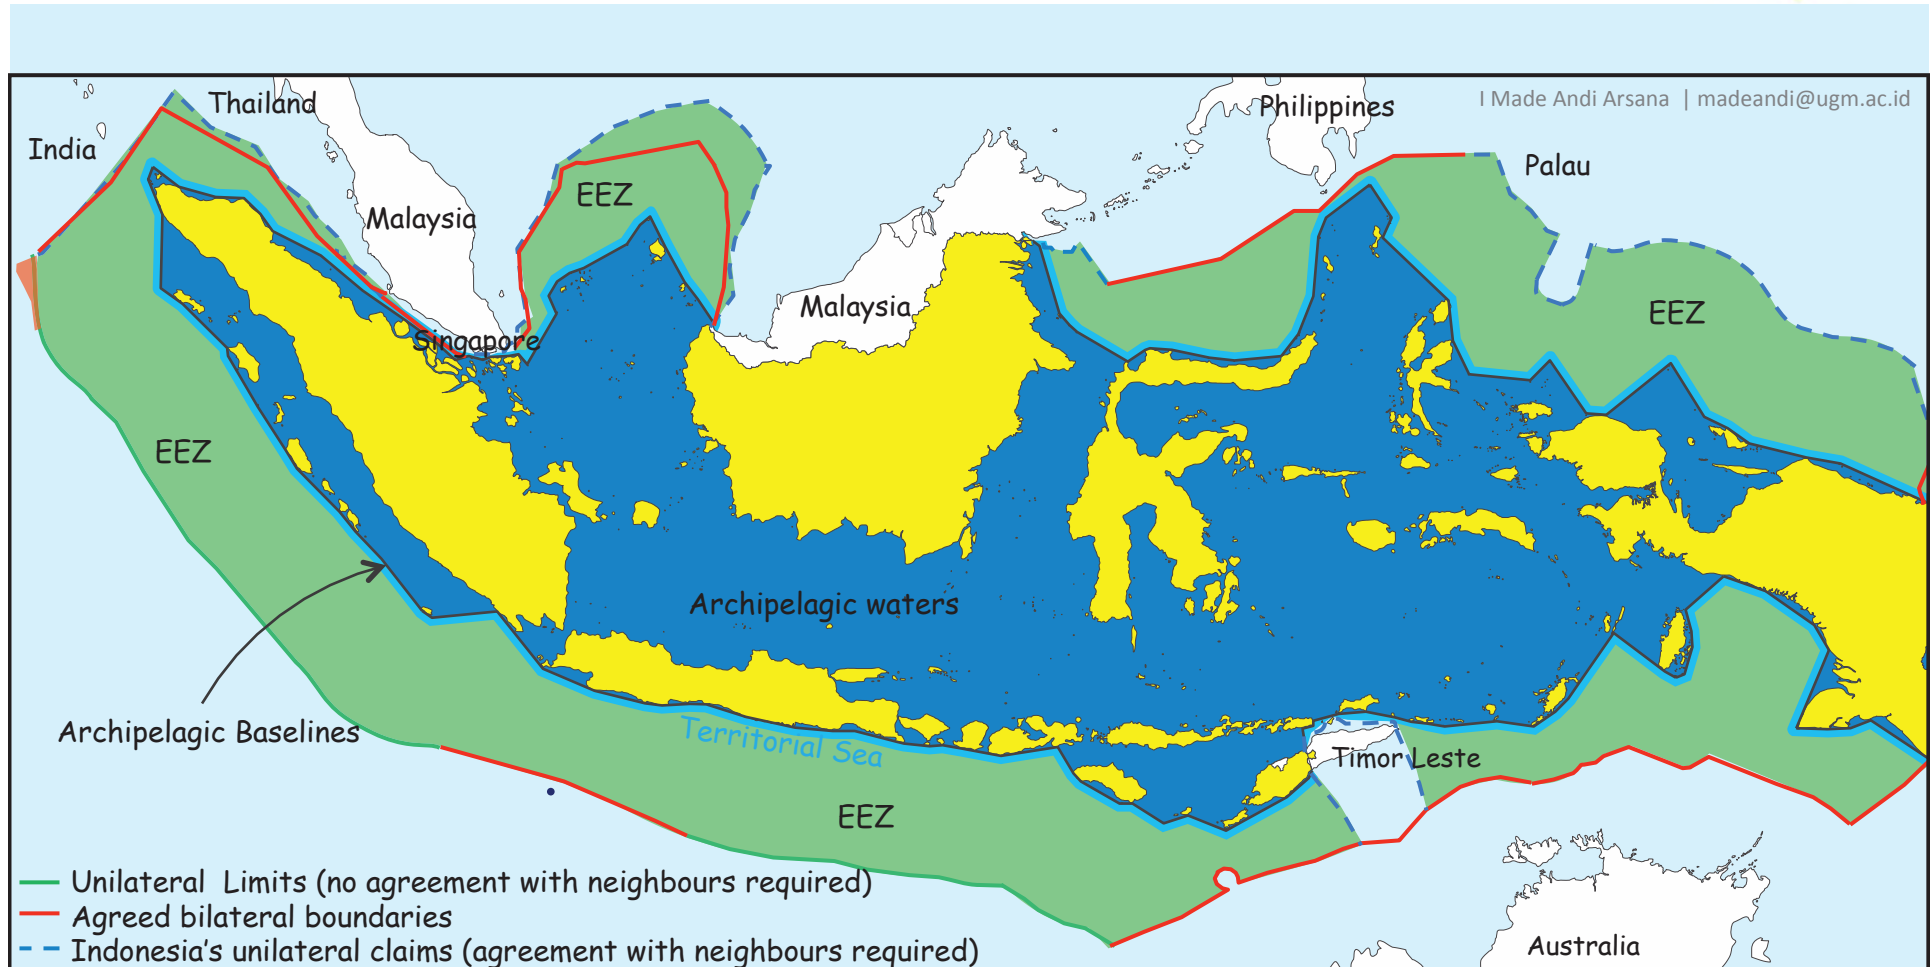 Thailand
Philippines
I Made Andi Arsana | madeandi@ugm.ac.id
India
Palau
EEZ
Malaysia
Malaysia
EEZ
Singapore
EEZ
Archipelagic waters
Archipelagic Baselines
Territorial Sea
Timor Leste
EEZ
Unilateral Limits (no agreement with neighbours required)
Agreed bilateral boundaries
Indonesia's unilateral claims (agreement with neighbours required)
Australia